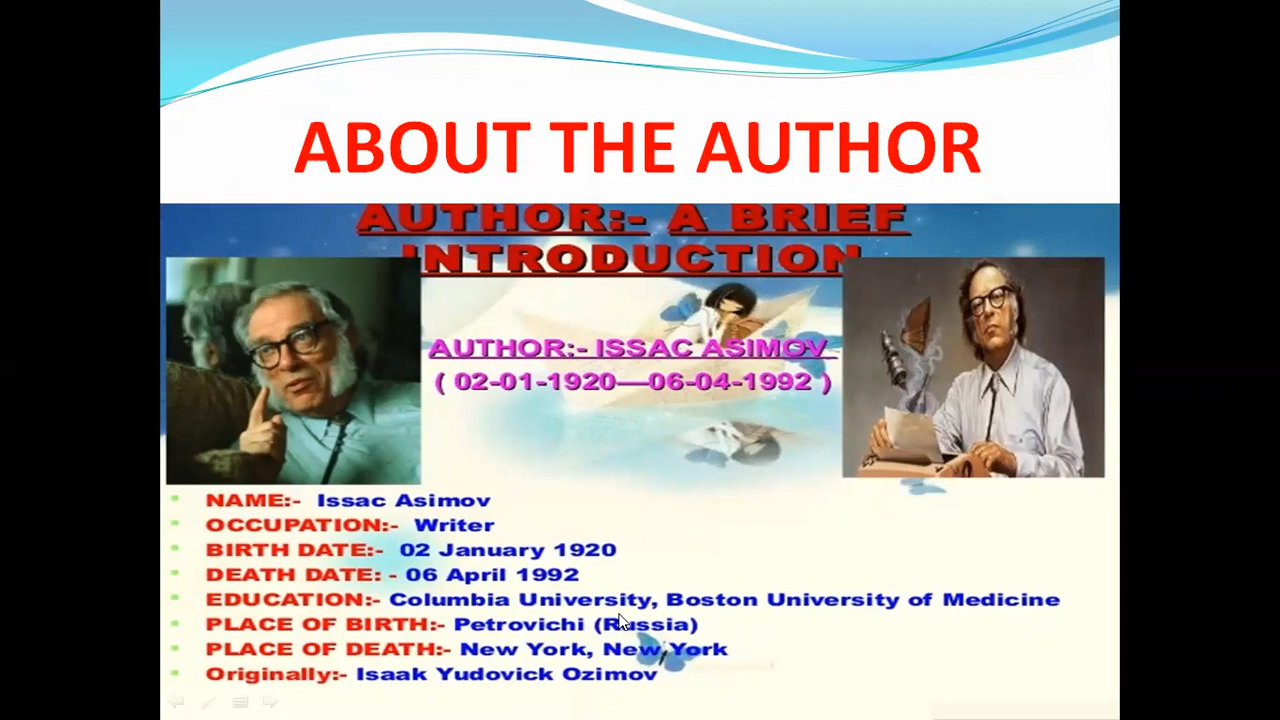 ABOUT THE AUTHOR
AUTHOR:- A BRIEF
INTRODUCTION
AUTHOR:- ISSAC ASIMOV
( 02-01-1920—06-04-1992 )
NAME:- Issac Asimov
OCCUPATION:- Writer
BIRTH DATE:- 02 January 1920
DEATH DATE: - 06 April 1992
EDUCATION:- Columbia University, Boston University of Medicine
PLACE OF BIRTH:- Petrovichi (Russia)
PLACE OF DEATH:- New York, New York
Originally:- Isaak Yudovick Ozimov